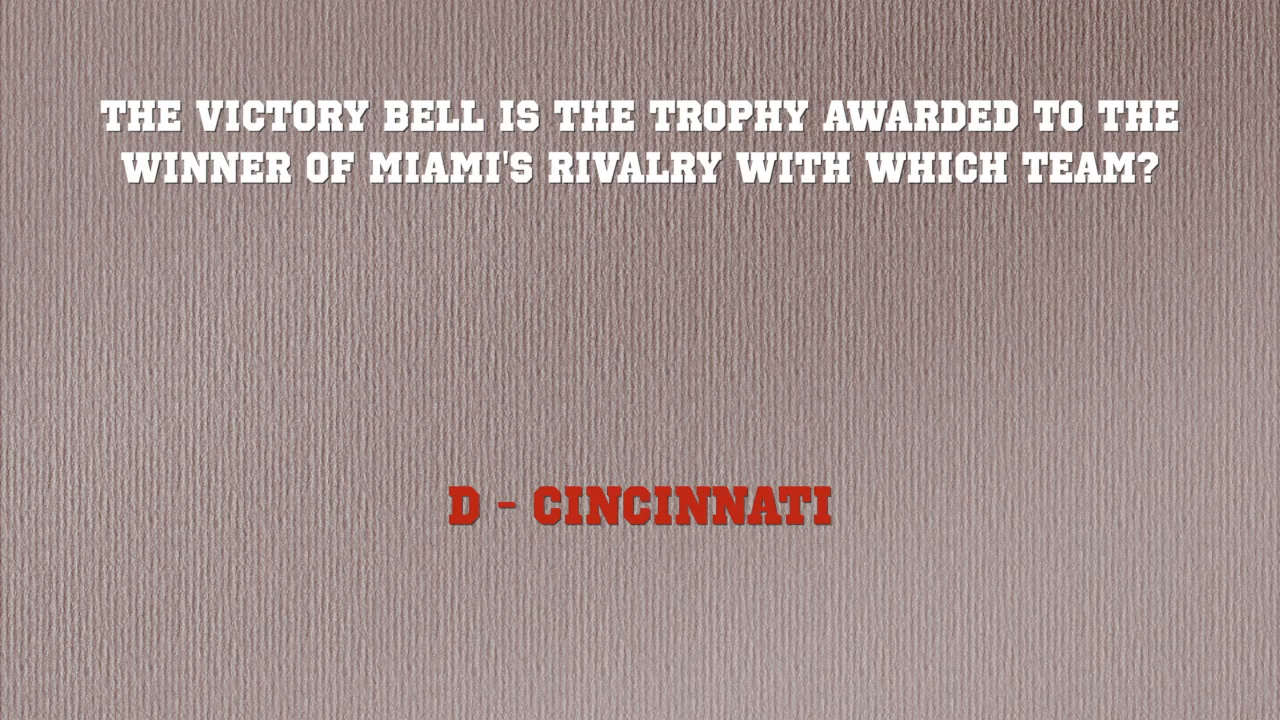 THE VICTORY BELL IS THE TROPHY AWARDED TO THE
WINNER OF MIAMI'S RIVALRY WITH WHICH TEAM?
D - CINCINNATI